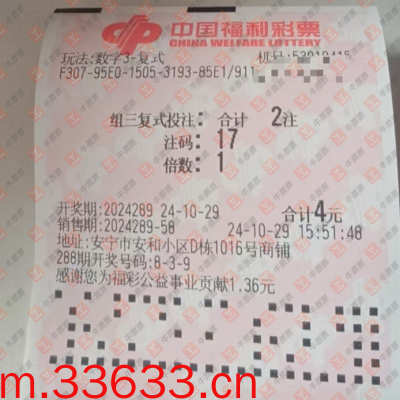 中国福利彩票
CHINA WELFARE LOTTERY
玩法:数字3-复式
F307-95E0-1505-3193-85E1/911
组三复式投注: 合计 2注
注码: 17
倍数: 1
开奖期:2024289 24-10-29 合计4元
销售期:2024289-58 24-10-29 15:51:48
地址:安宁市安和小区D栋1016号商铺
288期开奖号码:8-3-9
感谢您为福彩公益事业贡献1.36元
m.33633.cn